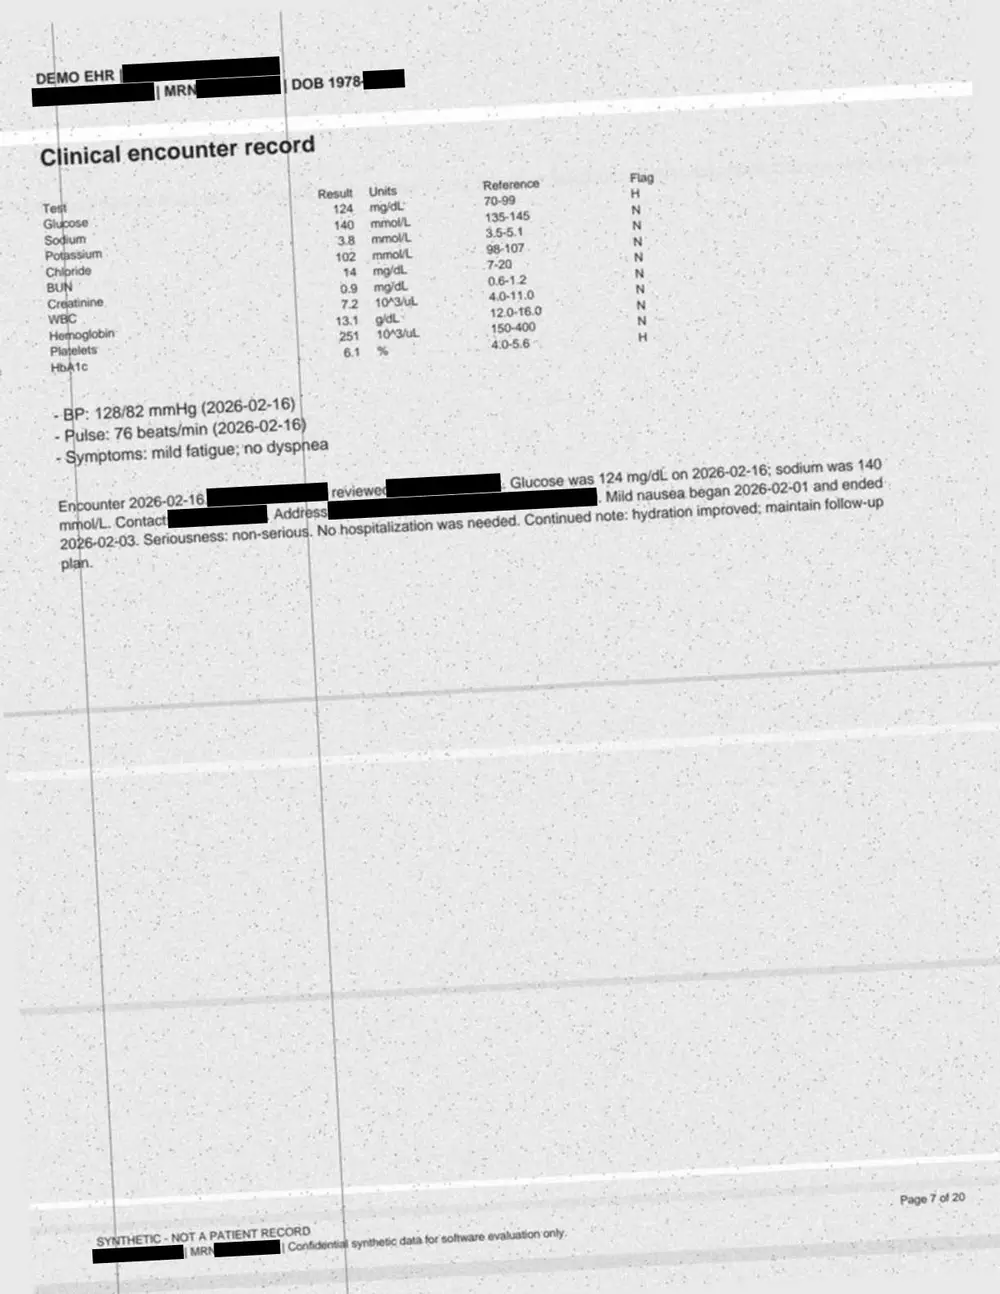 DEMO EHR |
| MRN | DOB 1978-
Clinical encounter record
Test Result Units Reference Flag
Glucose 124 mg/dL 70-99 H
Sodium 140 mmol/L 135-145 N
Potassium 3.8 mmol/L 3.5-5.1 N
Chloride 102 mmol/L 98-107 N
BUN 14 mg/dL 7-20 N
Creatinine 0.9 mg/dL 0.6-1.2 N
WBC 7.2 10^3/uL 4.0-11.0 N
Hemoglobin 13.1 g/dL 12.0-16.0 N
Platelets 251 10^3/uL 150-400 N
HbA1c 6.1 % 4.0-5.6 H
- BP: 128/82 mmHg (2026-02-16)
- Pulse: 76 beats/min (2026-02-16)
- Symptoms: mild fatigue; no dyspnea
Encounter 2026-02-16. reviewed . Glucose was 124 mg/dL on 2026-02-16; sodium was 140
mmol/L. Contact . Address . Mild nausea began 2026-02-01 and ended
2026-02-03. Seriousness: non-serious. No hospitalization was needed. Continued note: hydration improved; maintain follow-up
plan.
Page 7 of 20
SYNTHETIC - NOT A PATIENT RECORD
| MRN | Confidential synthetic data for software evaluation only.